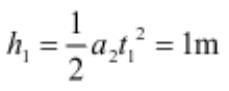 h₁ = 1/2 a₂t₁² = 1m